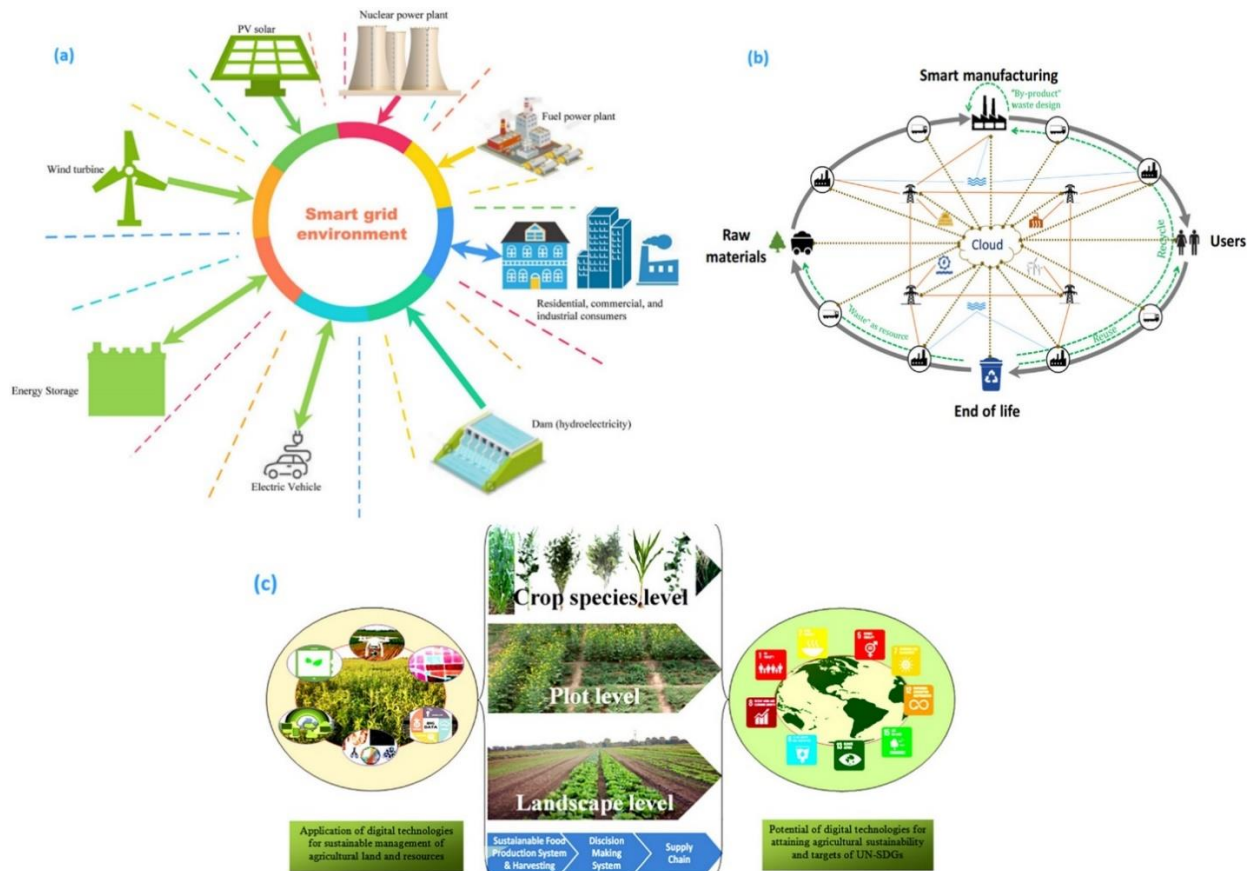 (a)
PV solar
Nuclear power plant
Fuel power plant
Wind turbine
Smart grid
environment
Residential, commercial, and
industrial consumers
Energy Storage
Electric Vehicle
Dam (hydroelectricity)
(b)
Smart manufacturing
"By-product"
waste design
Raw
materials
Cloud
Recycle
Users
"Waste" as resource
Reuse
End of life
(c)
Crop species level
Plot level
Landscape level
Sustaianable Food
Production System
& Harvesting
Discision
Making
System
Supply
Chain
Application of digital technologies
for sustainable management of
agricultural land and resources
Potential of digital technologies for
attaining agricultural sustainability
and targets of UN-SDGs